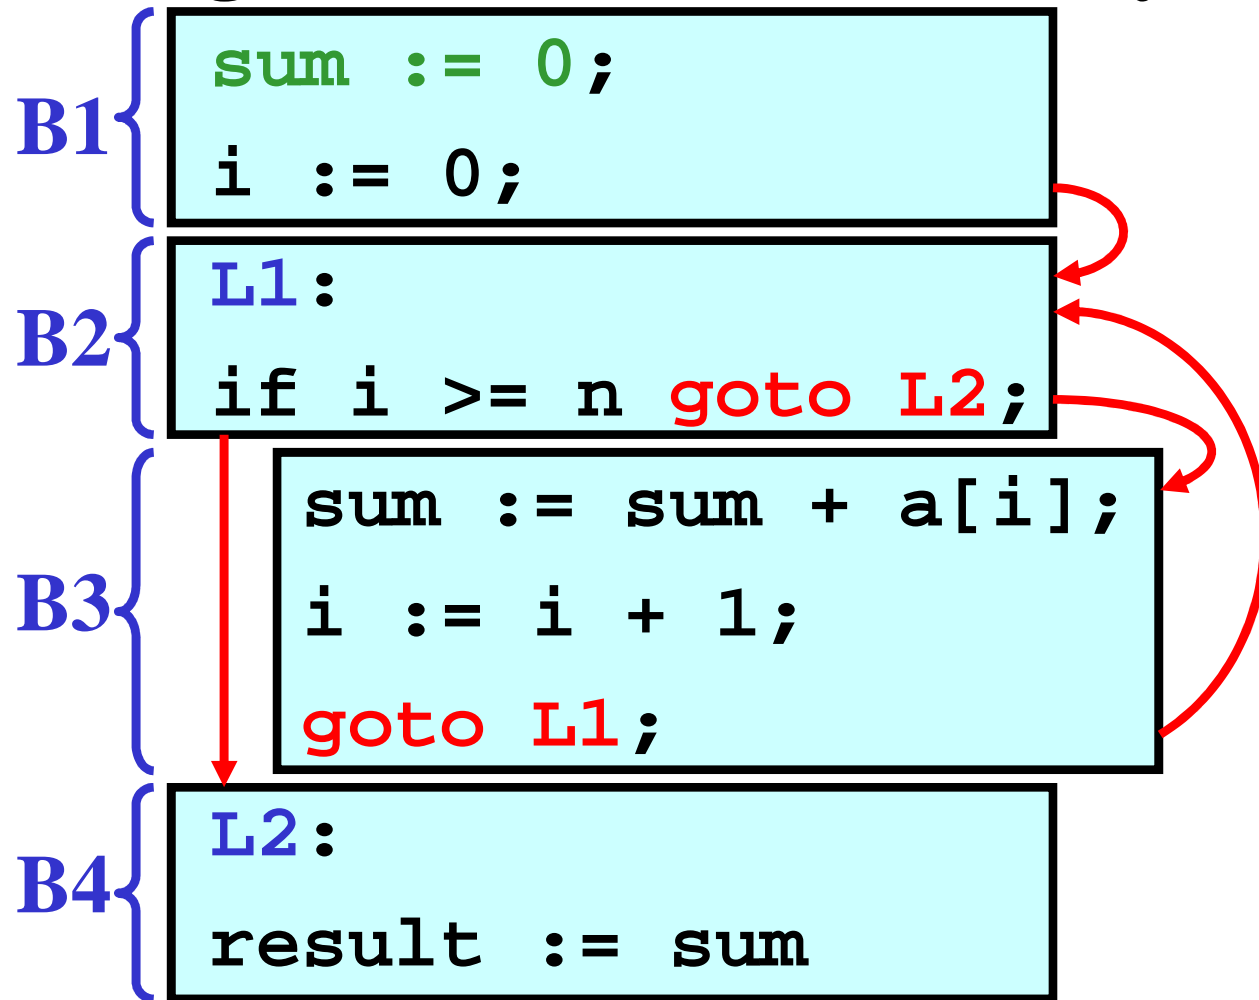 B1
sum := 0;
i := 0;
B2
L1:
if i >= n goto L2;
B3
sum := sum + a[i];
i := i + 1;
goto L1;
B4
L2:
result := sum